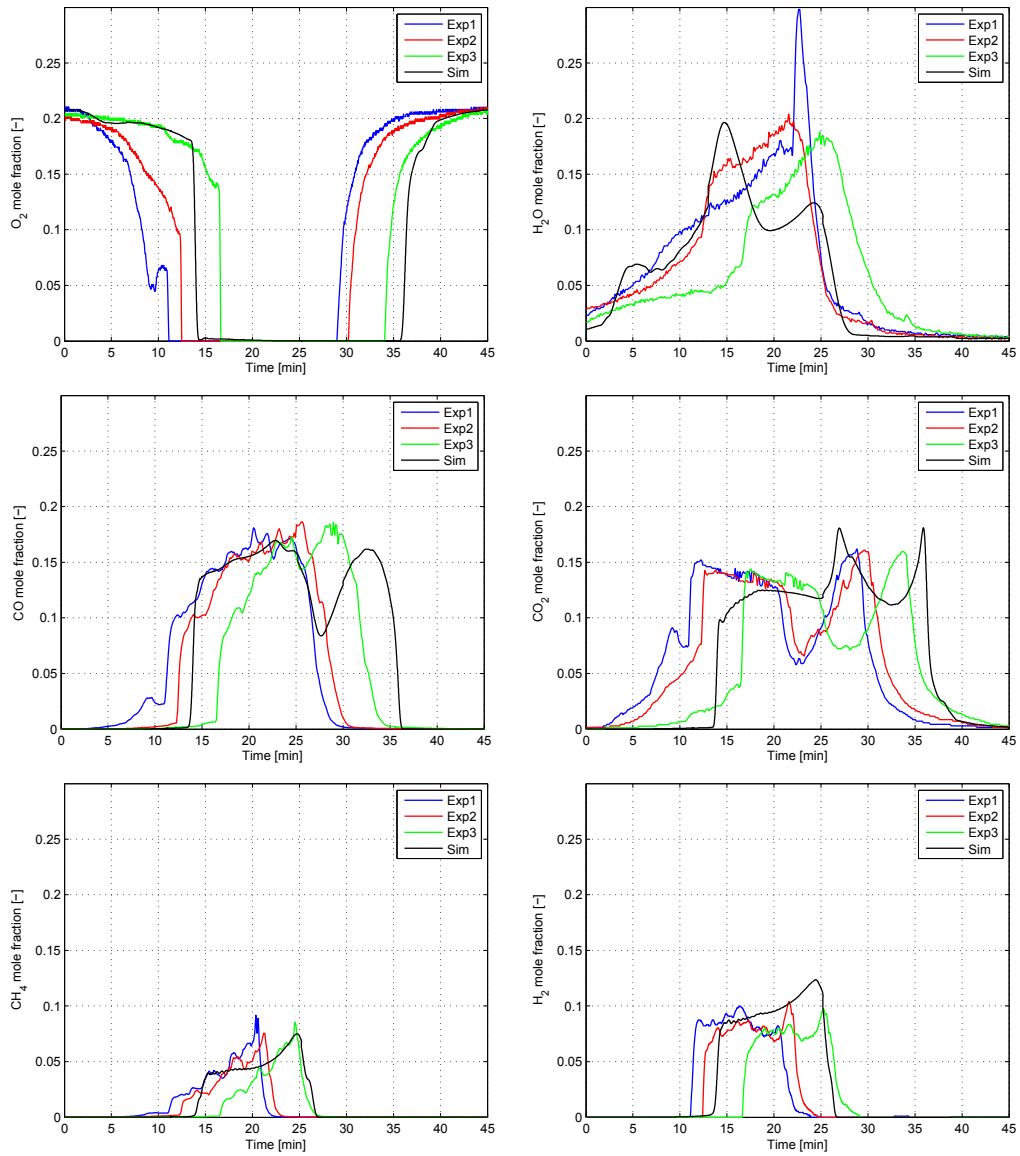 O2 mole fraction [−]
0.25
0.2
0.15
0.1
0.05
0
0 5 10 15 20 25 30 35 40 45
Time [min]
Exp1
Exp2
Exp3
Sim
H2O mole fraction [−]
0.25
0.2
0.15
0.1
0.05
0
0 5 10 15 20 25 30 35 40 45
Time [min]
Exp1
Exp2
Exp3
Sim
CO mole fraction [−]
0.25
0.2
0.15
0.1
0.05
0
0 5 10 15 20 25 30 35 40 45
Time [min]
Exp1
Exp2
Exp3
Sim
CO2 mole fraction [−]
0.25
0.2
0.15
0.1
0.05
0
0 5 10 15 20 25 30 35 40 45
Time [min]
Exp1
Exp2
Exp3
Sim
CH4 mole fraction [−]
0.25
0.2
0.15
0.1
0.05
0
0 5 10 15 20 25 30 35 40 45
Time [min]
Exp1
Exp2
Exp3
Sim
H2 mole fraction [−]
0.25
0.2
0.15
0.1
0.05
0
0 5 10 15 20 25 30 35 40 45
Time [min]
Exp1
Exp2
Exp3
Sim